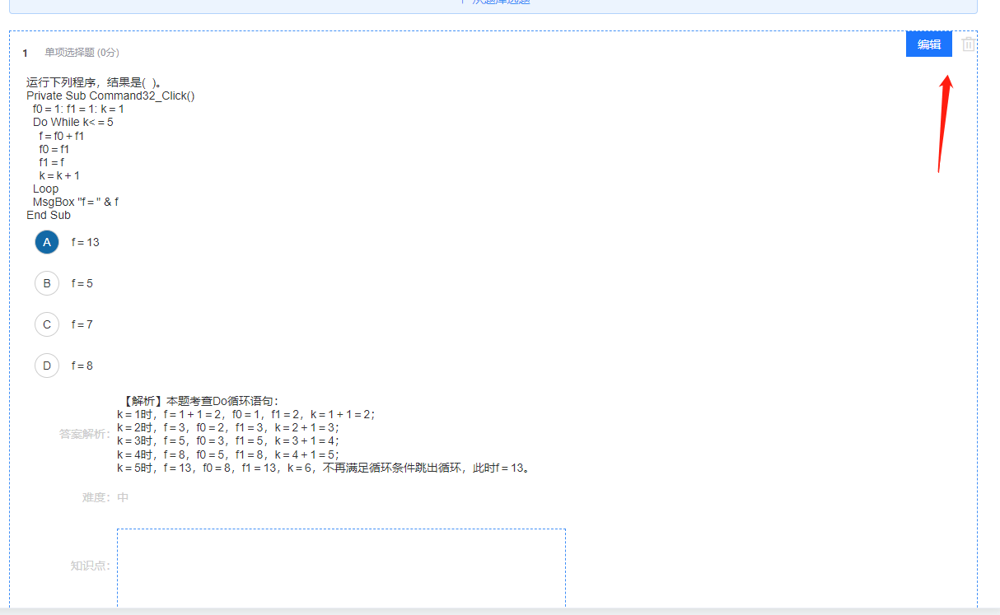 从题库选题
编辑
1 单项选择题 (0分)
运行下列程序，结果是( )。
Private Sub Command32_Click()
f0 = 1: f1 = 1: k = 1
Do While k< = 5
f = f0 + f1
f0 = f1
f1 = f
k = k + 1
Loop
MsgBox "f = " & f
End Sub
A f = 13
B f = 5
C f = 7
D f = 8
答案解析：
【解析】本题考查Do循环语句：
k = 1时，f = 1 + 1 = 2，f0 = 1，f1 = 2，k = 1 + 1 = 2；
k = 2时，f = 3，f0 = 2，f1 = 3，k = 2 + 1 = 3；
k = 3时，f = 5，f0 = 3，f1 = 5，k = 3 + 1 = 4；
k = 4时，f = 8，f0 = 5，f1 = 8，k = 4 + 1 = 5；
k = 5时，f = 13，f0 = 8，f1 = 13，k = 6，不再满足循环条件跳出循环，此时f = 13。
难度：中
知识点：